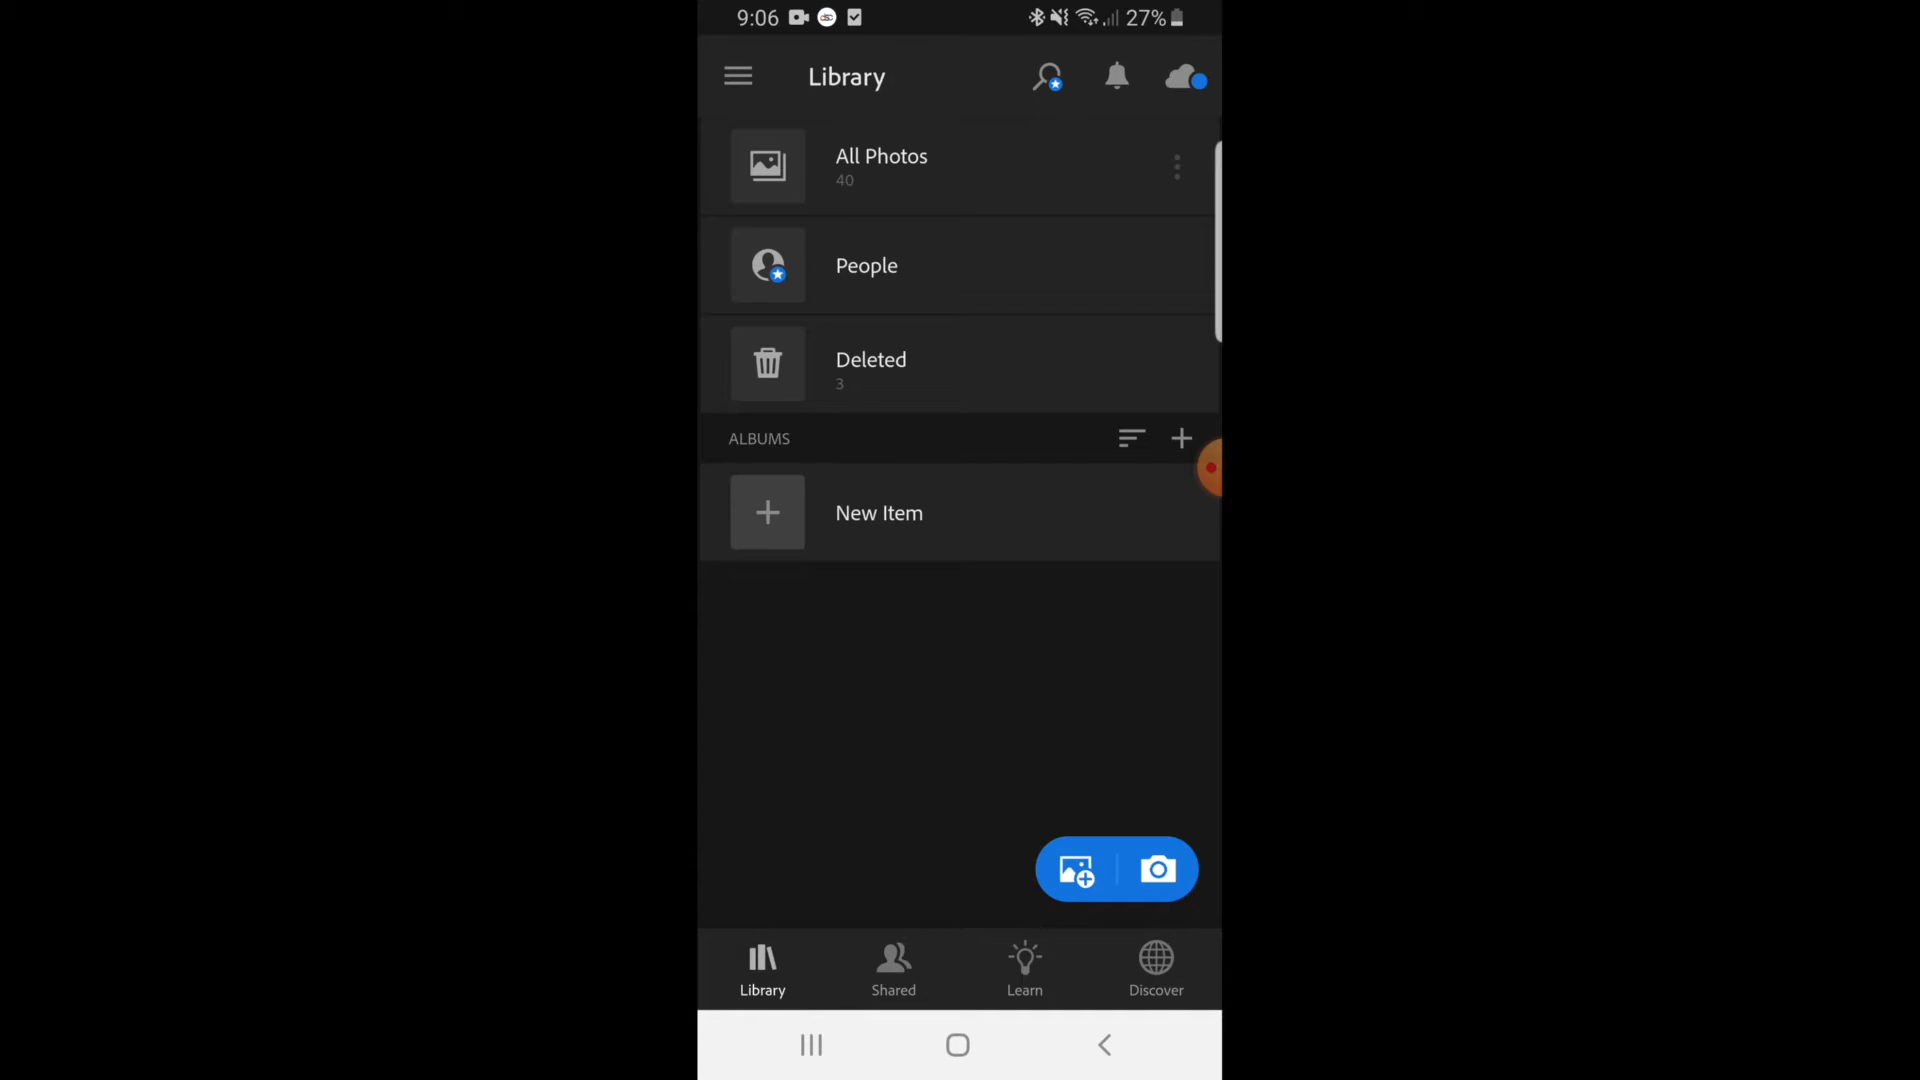 9:06 27%
Library
All Photos
40
People
Deleted
3
ALBUMS
New Item
Library Shared Learn Discover